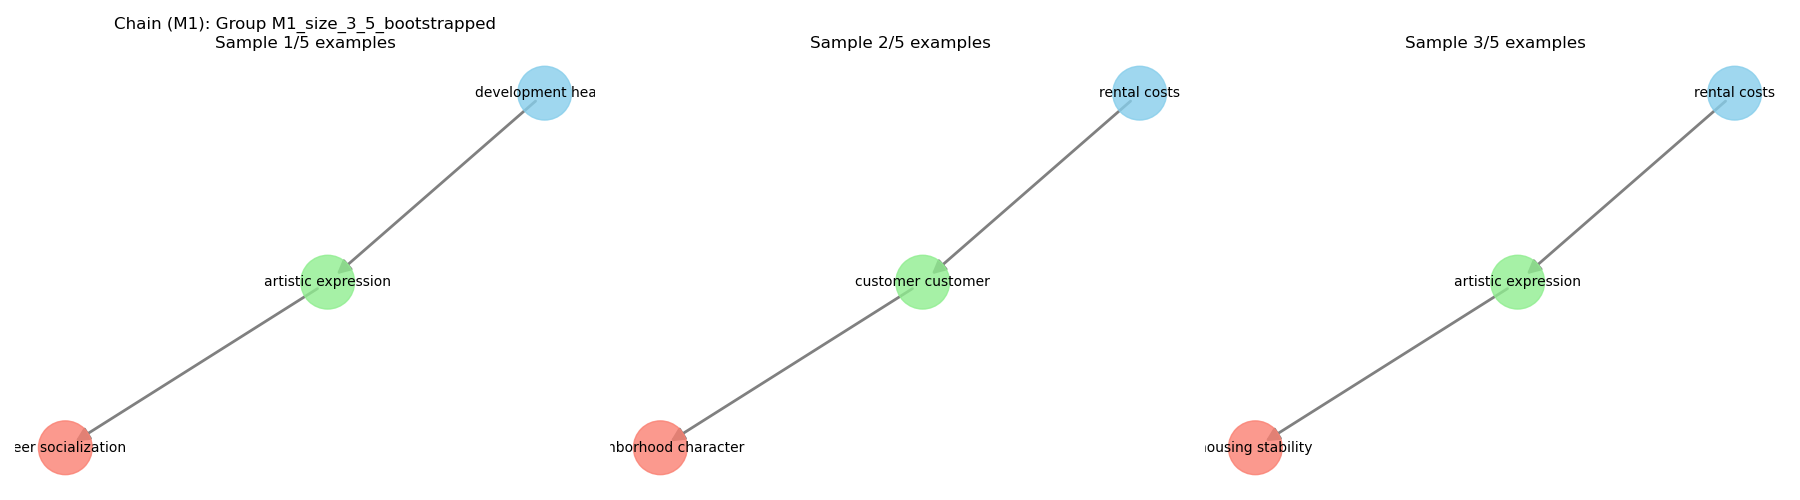 Chain (M1): Group M1_size_3_5_bootstrapped
Sample 1/5 examples
development hea
artistic expression
eer socialization
Sample 2/5 examples
rental costs
customer customer
nborhood character
Sample 3/5 examples
rental costs
artistic expression
ousing stability